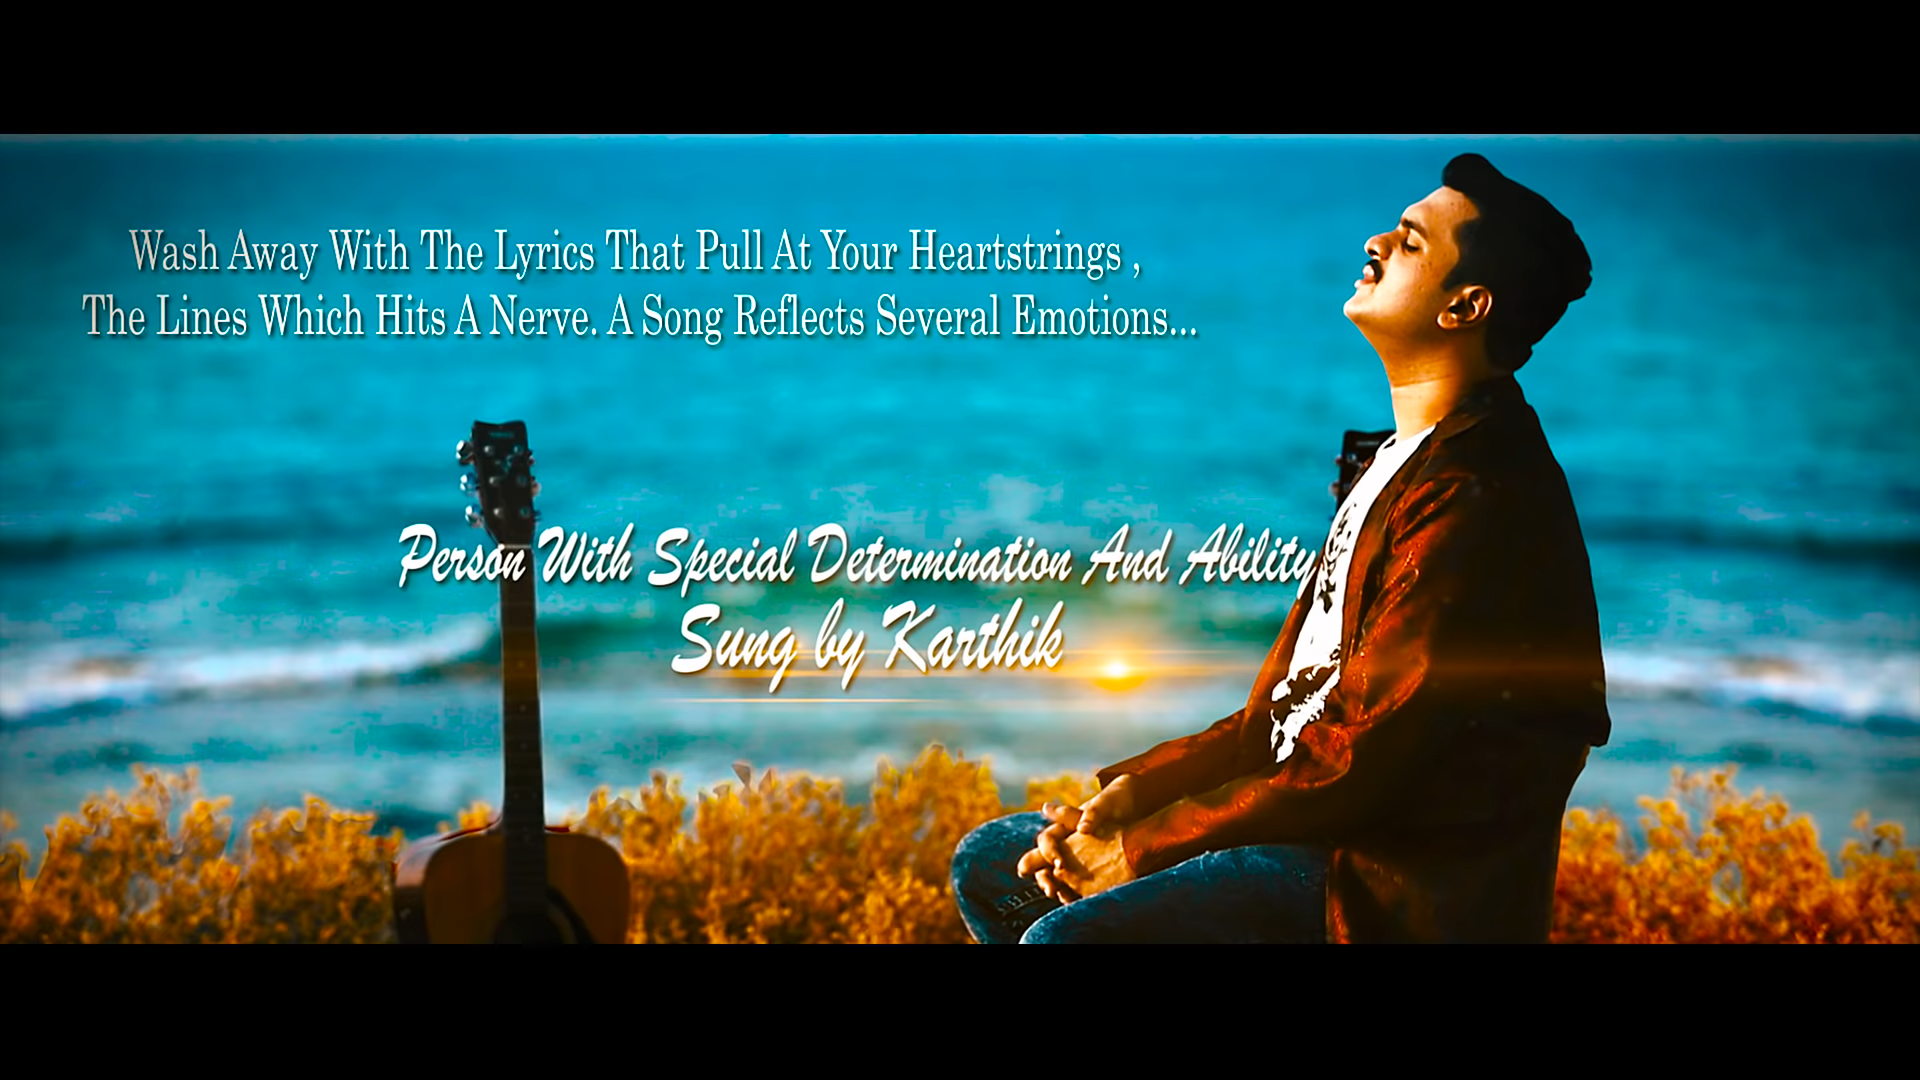 Wash Away With The Lyrics That Pull At Your Heartstrings ,
The Lines Which Hits A Nerve. A Song Reflects Several Emotions...
Person With Special Determination And Ability
Sung by Karthik